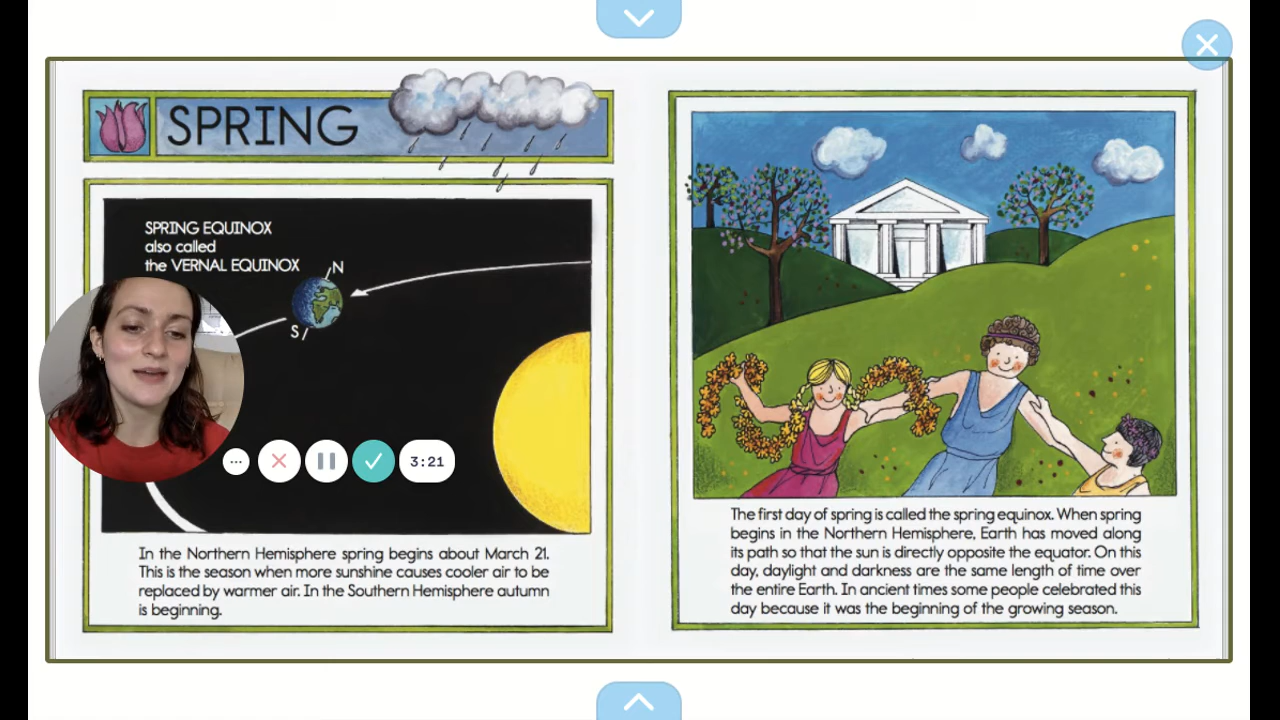 SPRING
SPRING EQUINOX
also called
the VERNAL EQUINOX
N
S
3:21
In the Northern Hemisphere spring begins about March 21.
This is the season when more sunshine causes cooler air to be
replaced by warmer air. In the Southern Hemisphere autumn
is beginning.
The first day of spring is called the spring equinox. When spring
begins in the Northern Hemisphere, Earth has moved along
its path so that the sun is directly opposite the equator. On this
day, daylight and darkness are the same length of time over
the entire Earth. In ancient times some people celebrated this
day because it was the beginning of the growing season.